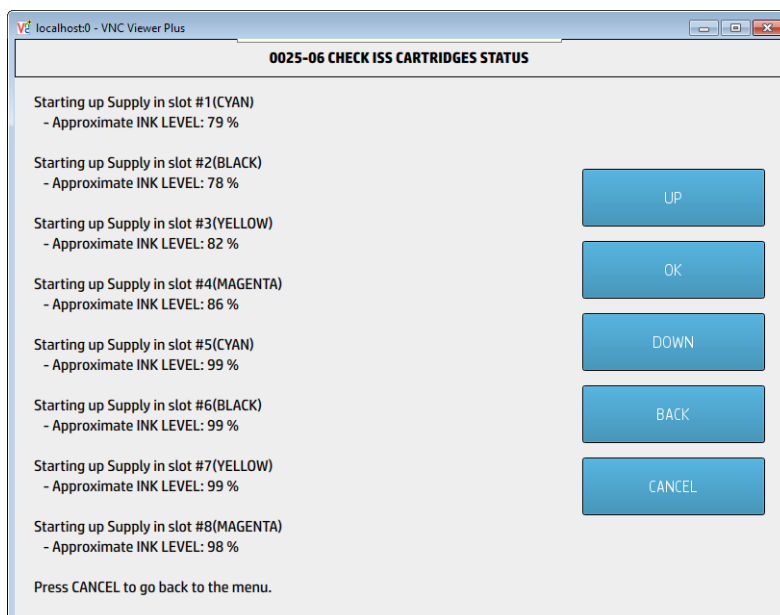 localhost:0 - VNC Viewer Plus
0025-06 CHECK ISS CARTRIDGES STATUS
Starting up Supply in slot #1(CYAN)
- Approximate INK LEVEL: 79 %
Starting up Supply in slot #2(BLACK)
- Approximate INK LEVEL: 78 %
Starting up Supply in slot #3(YELLOW)
- Approximate INK LEVEL: 82 %
Starting up Supply in slot #4(MAGENTA)
- Approximate INK LEVEL: 86 %
Starting up Supply in slot #5(CYAN)
- Approximate INK LEVEL: 99 %
Starting up Supply in slot #6(BLACK)
- Approximate INK LEVEL: 99 %
Starting up Supply in slot #7(YELLOW)
- Approximate INK LEVEL: 99 %
Starting up Supply in slot #8(MAGENTA)
- Approximate INK LEVEL: 98 %
Press CANCEL to go back to the menu.
UP
OK
DOWN
BACK
CANCEL